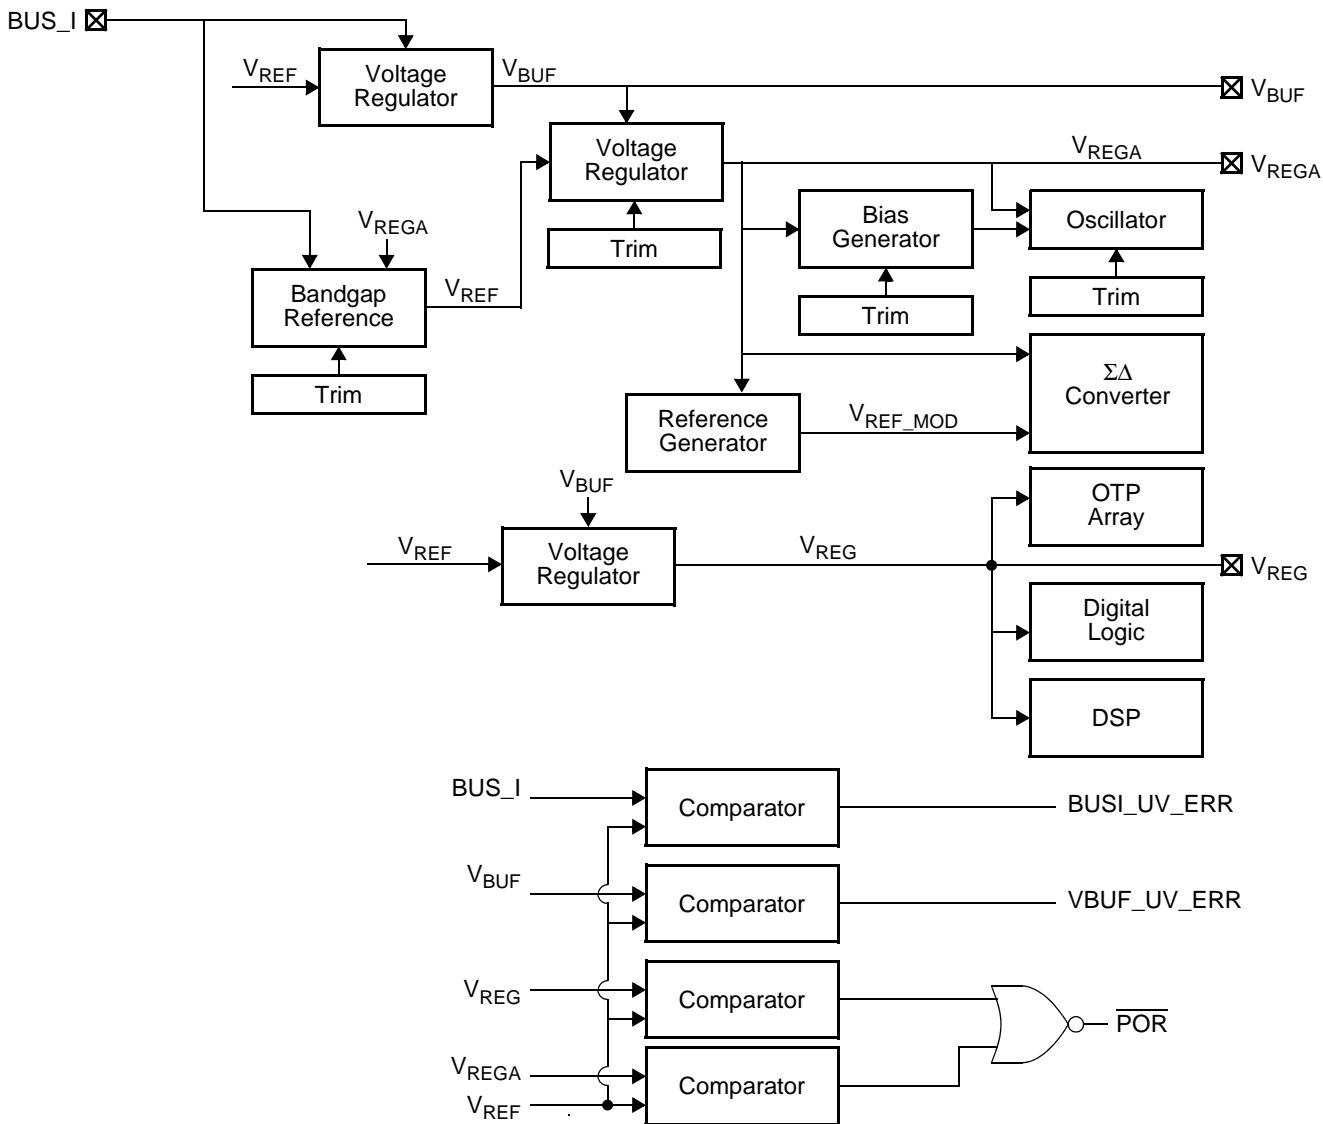 BUS_I
VREF
Voltage
Regulator
VBUF
VBUF
Voltage
Regulator
VREGA
VREGA
Trim
VREGA
Bias
Generator
Oscillator
Trim
Trim
Bandgap
Reference
VREF
Trim
ΣΔ
Converter
Reference
Generator
VREF_MOD
VBUF
VREF
Voltage
Regulator
VREG
OTP
Array
VREG
Digital
Logic
DSP
BUS_I
Comparator
BUSI_UV_ERR
VBUF
Comparator
VBUF_UV_ERR
VREG
Comparator
POR
VREGA
VREF
Comparator